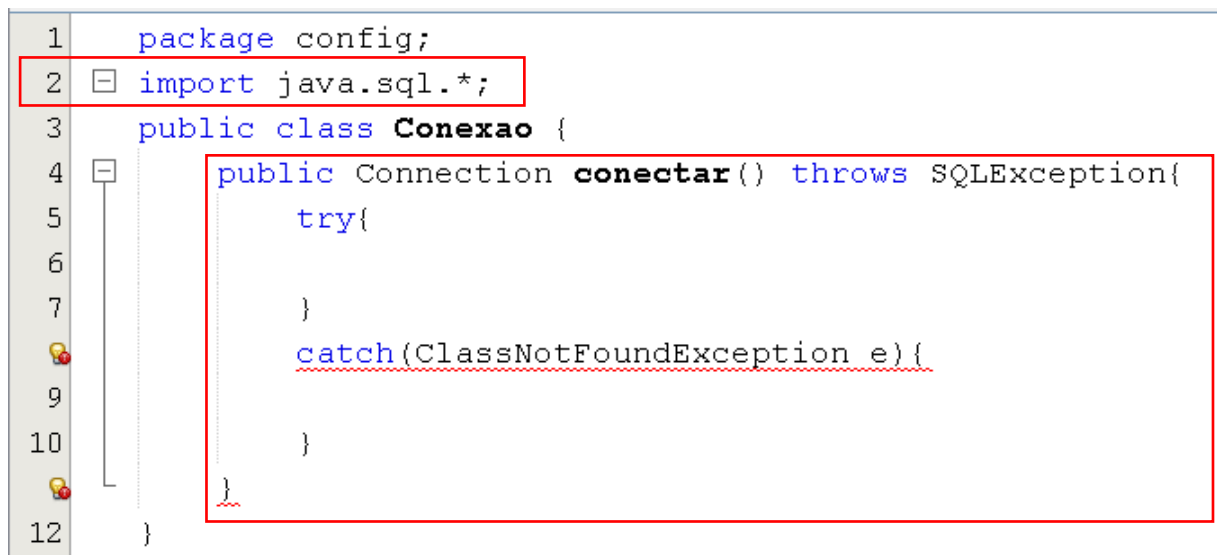 1 package config;
2 import java.sql.*;
3 public class Conexao {
4 public Connection conectar() throws SQLException{
5 try{
6
7 }
catch(ClassNotFoundException e){
9
10 }
}
12 }